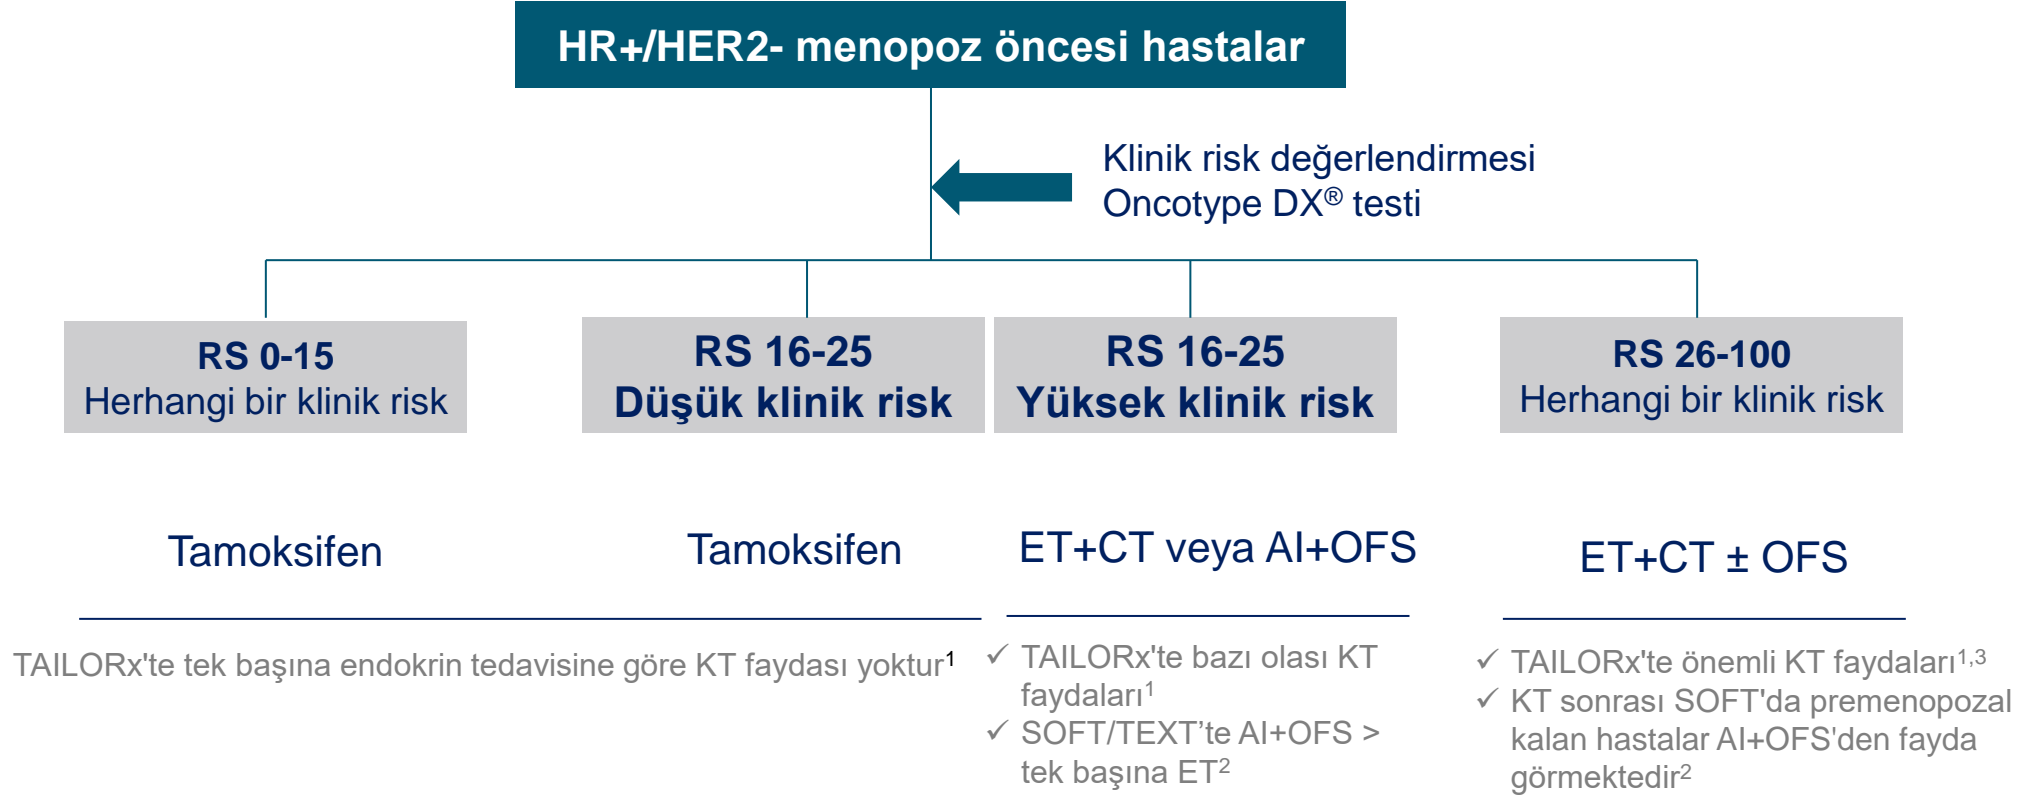 HR+/HER2- menopoz öncesi hastalar
Klinik risk değerlendirmesi
Oncotype DX® testi
RS 0-15
Herhangi bir klinik risk
RS 16-25
Düşük klinik risk
RS 16-25
Yüksek klinik risk
RS 26-100
Herhangi bir klinik risk
Tamoksifen
Tamoksifen
ET+CT veya AI+OFS
ET+CT ± OFS
TAILORx'te tek başına endokrin tedavisine göre KT faydası yoktur¹
✓ TAILORx'te bazı olası KT
faydaları¹
✓ SOFT/TEXT’te AI+OFS >
tek başına ET²
✓ TAILORx'te önemli KT faydaları¹,³
✓ KT sonrası SOFT'da premenopozal
kalan hastalar AI+OFS'den fayda
görmektedir²